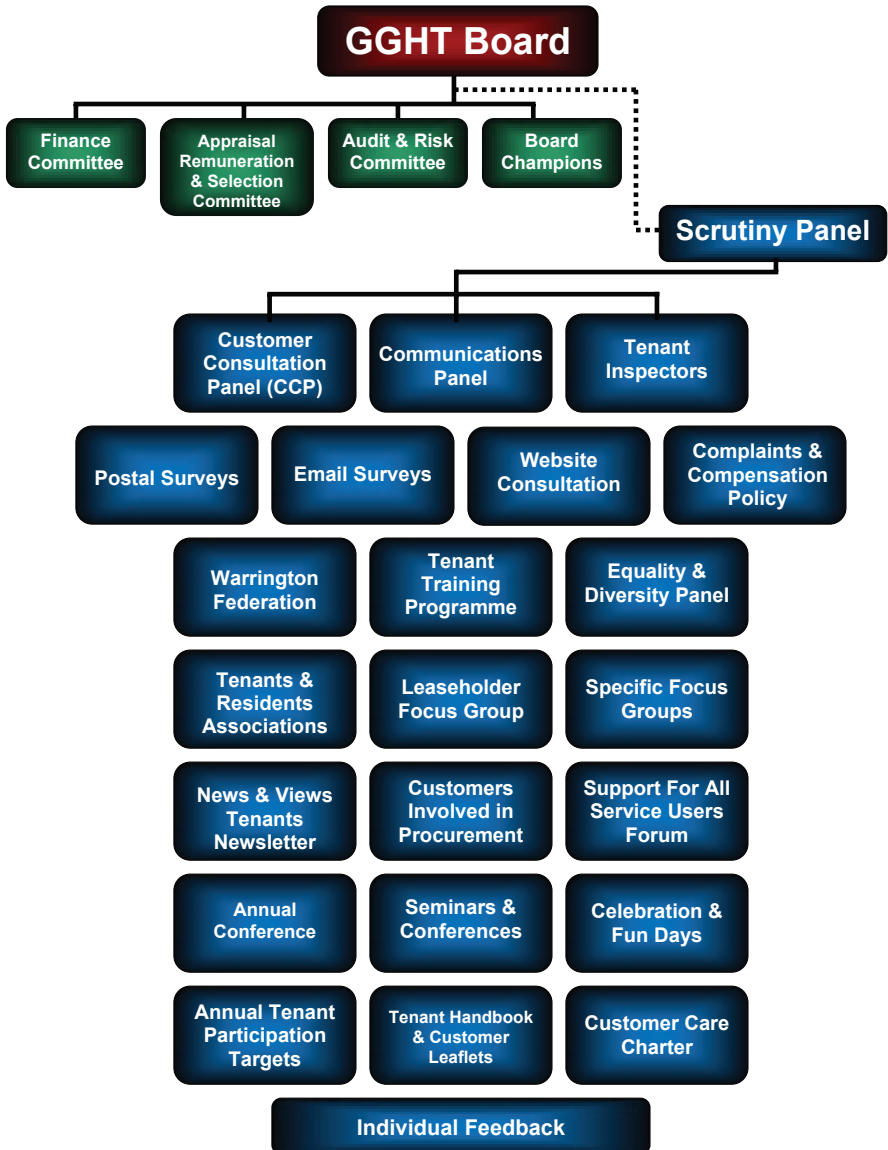 GGHT Board
Finance
Committee
Appraisal
Remuneration
& Selection
Committee
Audit & Risk
Committee
Board
Champions
Scrutiny Panel
Customer
Consultation
Panel (CCP)
Communications
Panel
Tenant
Inspectors
Postal Surveys
Email Surveys
Website
Consultation
Complaints &
Compensation
Policy
Warrington
Federation
Tenant
Training
Programme
Equality &
Diversity Panel
Tenants &
Residents
Associations
Leaseholder
Focus Group
Specific Focus
Groups
News & Views
Tenants
Newsletter
Customers
Involved in
Procurement
Support For All
Service Users
Forum
Annual
Conference
Seminars &
Conferences
Celebration &
Fun Days
Annual Tenant
Participation
Targets
Tenant Handbook
& Customer
Leaflets
Customer Care
Charter
Individual Feedback